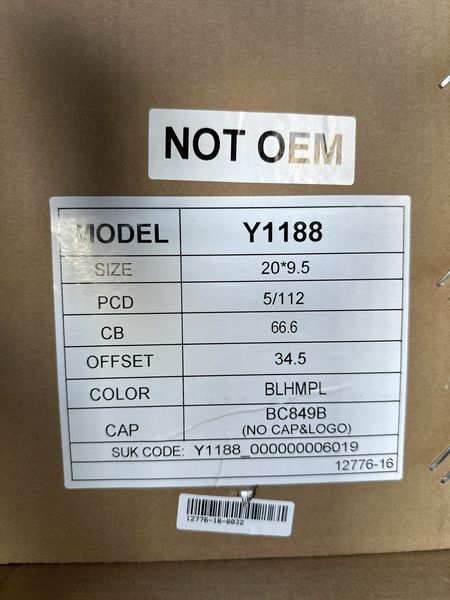 NOT OEM
MODEL Y1188
SIZE 20*9.5
PCD 5/112
CB 66.6
OFFSET 34.5
COLOR BLHMPL
CAP BC849B
(NO CAP&LOGO)
SUK CODE: Y1188_000000006019
12776-16
12776-16-0032